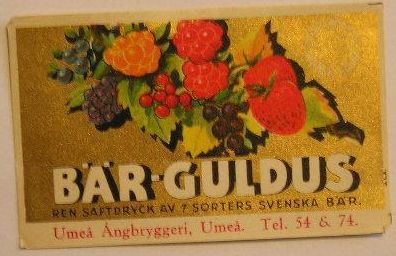 BÄR-GULDUS
REN SAFTDRYCK AV 7 SORTERS SVENSKA BÄR.
Umeå Ångbryggeri, Umeå. Tel. 54 & 74.